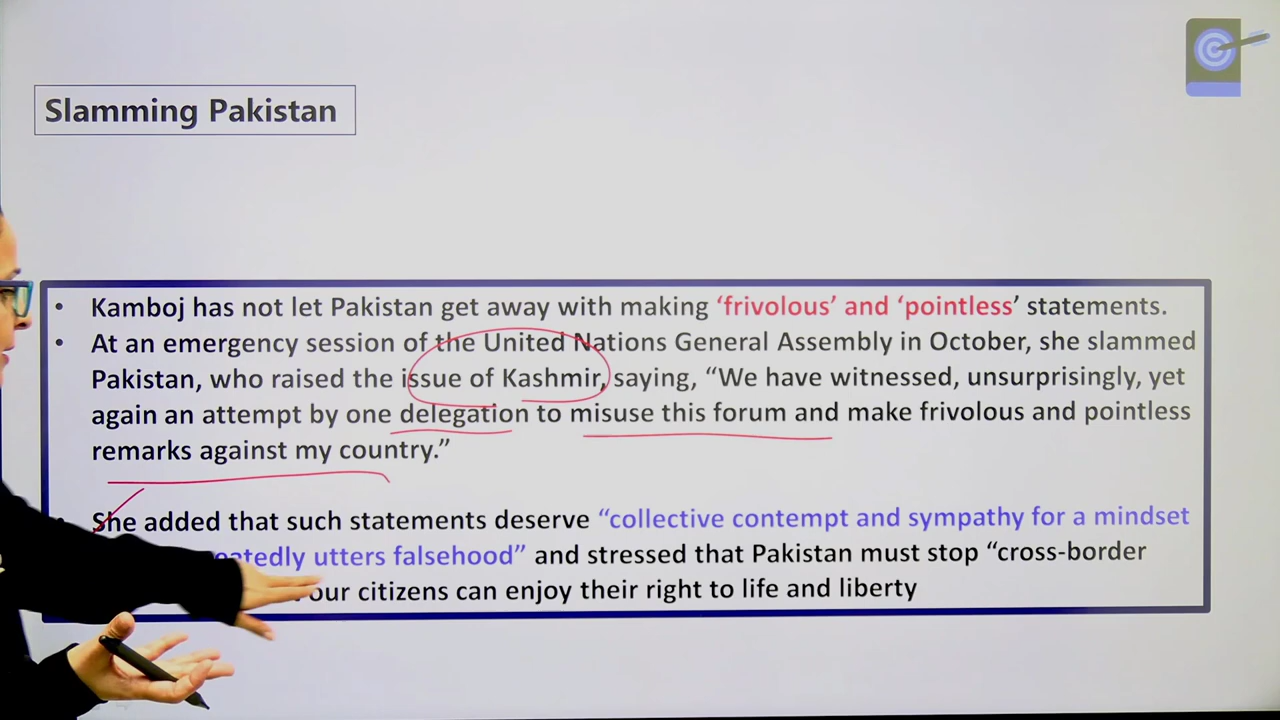 Slamming Pakistan
• Kamboj has not let Pakistan get away with making ‘frivolous’ and ‘pointless’ statements.
• At an emergency session of the United Nations General Assembly in October, she slammed
Pakistan, who raised the issue of Kashmir, saying, “We have witnessed, unsurprisingly, yet
again an attempt by one delegation to misuse this forum and make frivolous and pointless
remarks against my country.”
• She added that such statements deserve “collective contempt and sympathy for a mindset
utters falsehood” and stressed that Pakistan must stop “cross-border
our citizens can enjoy their right to life and liberty